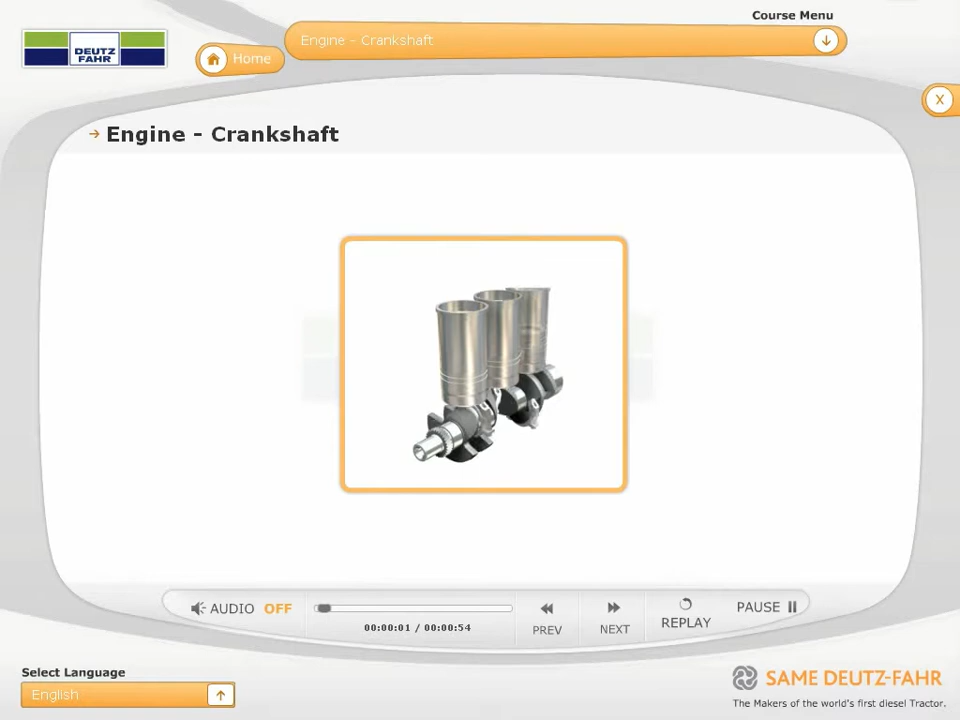 Course Menu
DEUTZ
FAHR
Home
Engine - Crankshaft
X
Engine - Crankshaft
AUDIO OFF
00:00:01 / 00:00:54
PREV
NEXT
REPLAY
PAUSE
Select Language
English
SAME DEUTZ-FAHR
The Makers of the world's first diesel Tractor.